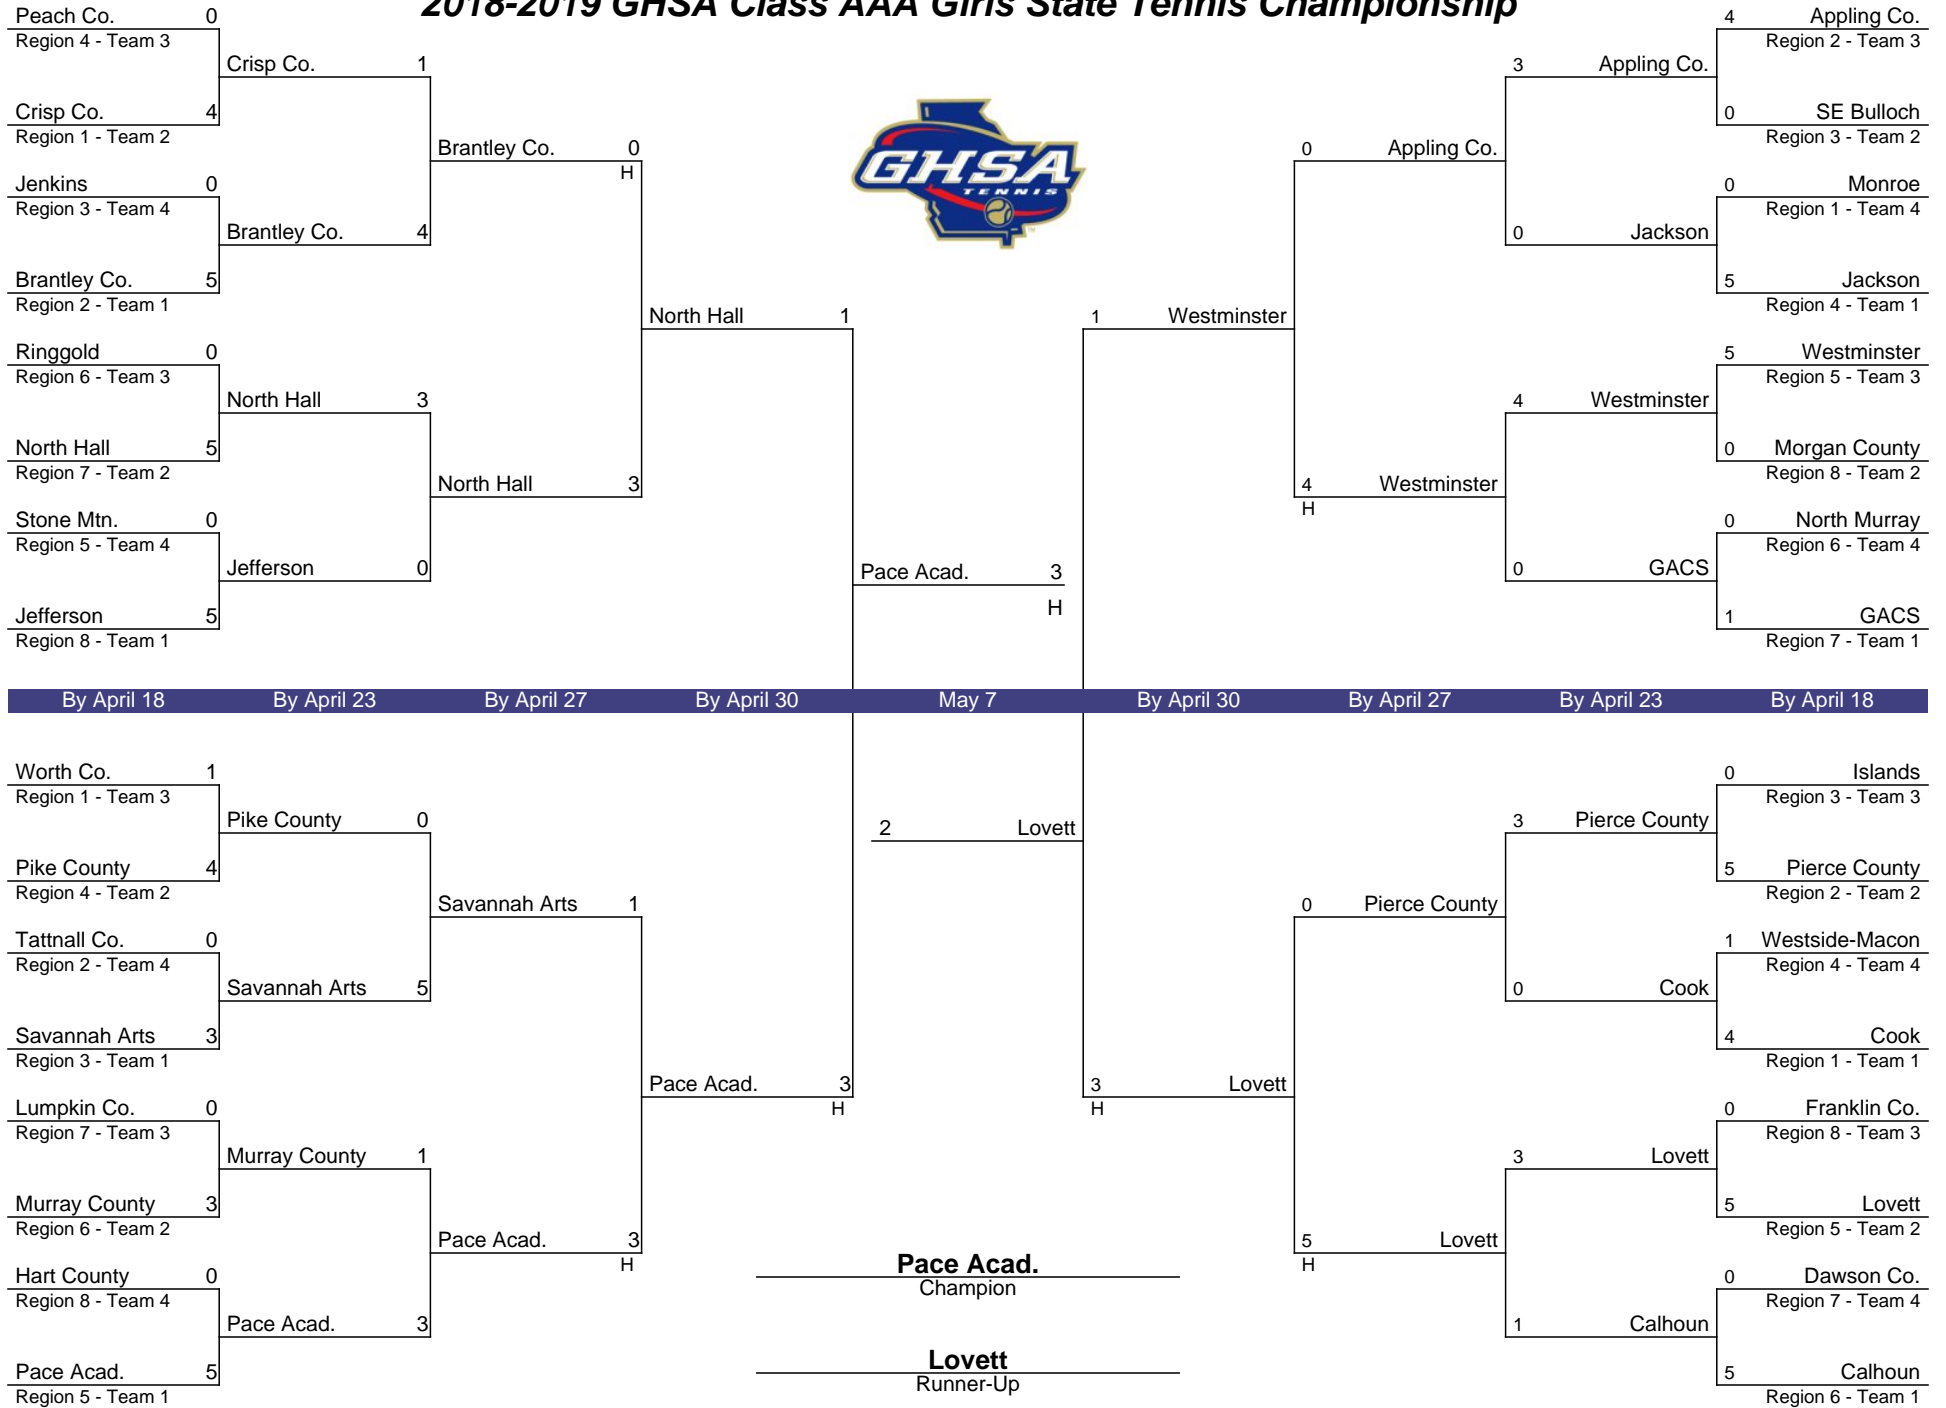 2018-2019 GHSA Class AAA Girls State Tennis Championship
Peach Co. 0
Region 4 - Team 3
Crisp Co. 1
Crisp Co. 4
Region 1 - Team 2
Brantley Co. 0
H
Jenkins 0
Region 3 - Team 4
Brantley Co. 4
Brantley Co. 5
Region 2 - Team 1
North Hall 1
Ringgold 0
Region 6 - Team 3
North Hall 3
North Hall 5
Region 7 - Team 2
North Hall 3
Stone Mtn. 0
Region 5 - Team 4
Jefferson 0
Jefferson 5
Region 8 - Team 1
Pace Acad. 3
H
GHSA
TENNIS
4 Appling Co.
Region 2 - Team 3
3 Appling Co.
0 SE Bulloch
Region 3 - Team 2
0 Appling Co.
0 Monroe
Region 1 - Team 4
0 Jackson
5 Jackson
Region 4 - Team 1
1 Westminster
5 Westminster
Region 5 - Team 3
4 Westminster
0 Morgan County
Region 8 - Team 2
4 Westminster
H
0 North Murray
Region 6 - Team 4
0 GACS
1 GACS
Region 7 - Team 1
By April 18 By April 23 By April 27 By April 30 May 7 By April 30 By April 27 By April 23 By April 18
Worth Co. 1
Region 1 - Team 3
Pike County 0
Pike County 4
Region 4 - Team 2
Savannah Arts 1
Tattnall Co. 0
Region 2 - Team 4
Savannah Arts 5
Savannah Arts 3
Region 3 - Team 1
Pace Acad. 3
H
Lumpkin Co. 0
Region 7 - Team 3
Murray County 1
Murray County 3
Region 6 - Team 2
Pace Acad. 3
H
Hart County 0
Region 8 - Team 4
Pace Acad. 3
Pace Acad. 5
Region 5 - Team 1
2 Lovett
0 Islands
Region 3 - Team 3
3 Pierce County
5 Pierce County
Region 2 - Team 2
0 Pierce County
1 Westside-Macon
Region 4 - Team 4
0 Cook
4 Cook
Region 1 - Team 1
3 Lovett
H
0 Franklin Co.
Region 8 - Team 3
3 Lovett
5 Lovett
Region 5 - Team 2
5 Lovett
H
0 Dawson Co.
Region 7 - Team 4
1 Calhoun
5 Calhoun
Region 6 - Team 1
Pace Acad.
Champion
Lovett
Runner-Up